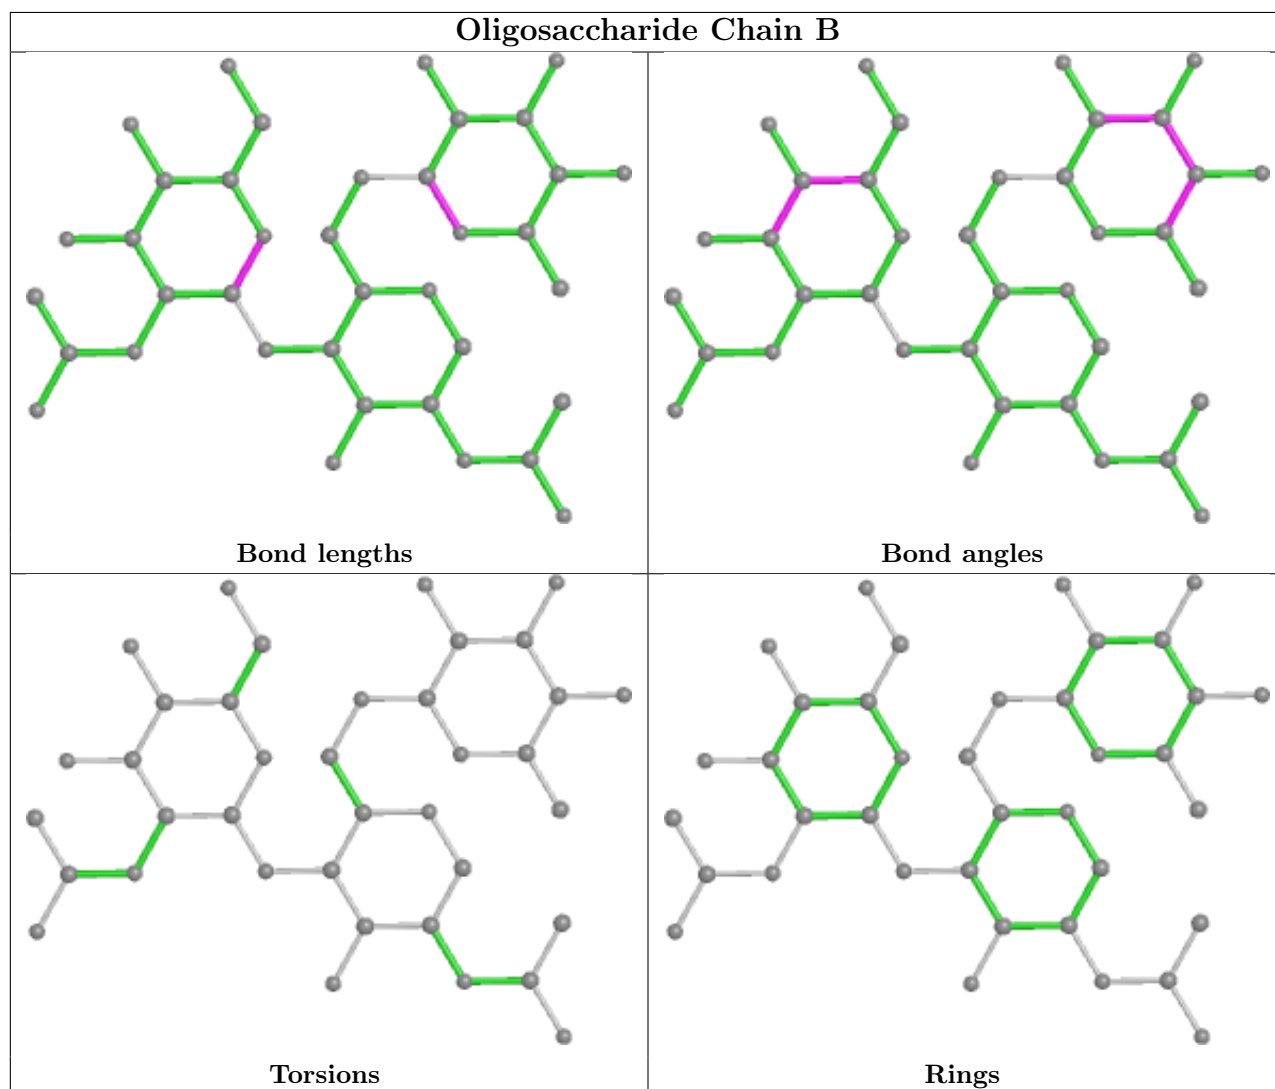 Oligosaccharide Chain B
Bond lengths
Bond angles
Torsions
Rings